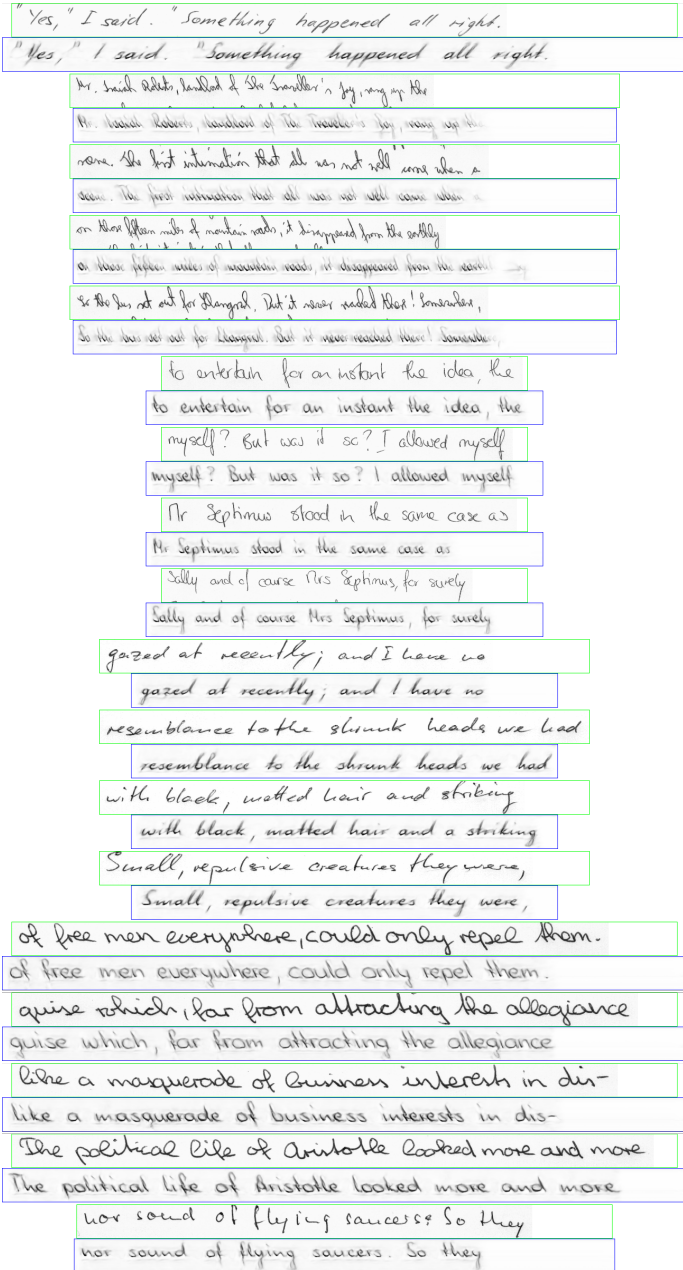 "Yes," I said. "Something happened all right.
"Yes," I said. "Something happened all right.
Mr. Isaiah Roberts, landlord of The Traveller's Joy, rang up the
Mr. Isaiah Roberts, landlord of The Traveller's Joy, rang up the
scene. The first intimation that all was not well came when a
scene. The first intimation that all was not well came when a
on those fifteen miles of mountain roads, it disappeared from the earthly
on those fifteen miles of mountain roads, it disappeared from the
So the bus set out for Llangrol. But it never reached there! Somewhere,
So the bus set out for Llangrol. But it never reached there! Somewhere,
to entertain for an instant the idea, the
to entertain for an instant the idea, the
myself? But was it so? I allowed myself
myself? But was it so? I allowed myself
Mr Septimus stood in the same case as
Mr Septimus stood in the same case as
Sally and of course Mrs Septimus, for surely
Sally and of course Mrs Septimus, for surely
gazed at recently; and I have no
gazed at recently; and I have no
resemblance to the shrunk heads we had
resemblance to the shrunk heads we had
with black, matted hair and striking
with black, matted hair and a striking
Small, repulsive creatures they were,
Small, repulsive creatures they were,
of free men everywhere, could only repel them.
of free men everywhere, could only repel them.
guise which, far from attracting the allegiance
guise which, far from attracting the allegiance
like a masquerade of business interests in dis-
like a masquerade of business interests in dis-
The political life of Aristotle looked more and more
The political life of Aristotle looked more and more
nor sound of flying saucers. So they
nor sound of flying saucers. So they